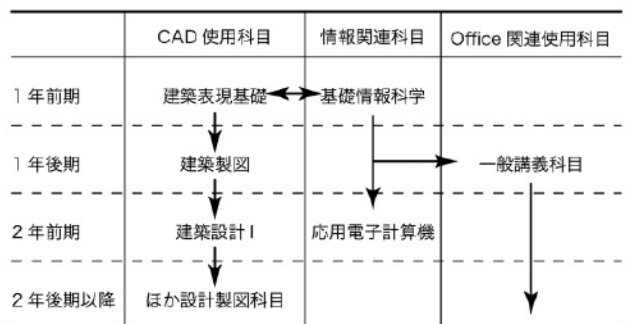 CAD 使用科目 情報関連科目 Office 関連使用科目
1年前期 建築表現基礎 基礎情報科学
1年後期 建築製図 一般講義科目
2年前期 建築設計 I 応用電子計算機
2年後期以降 ほか設計製図科目